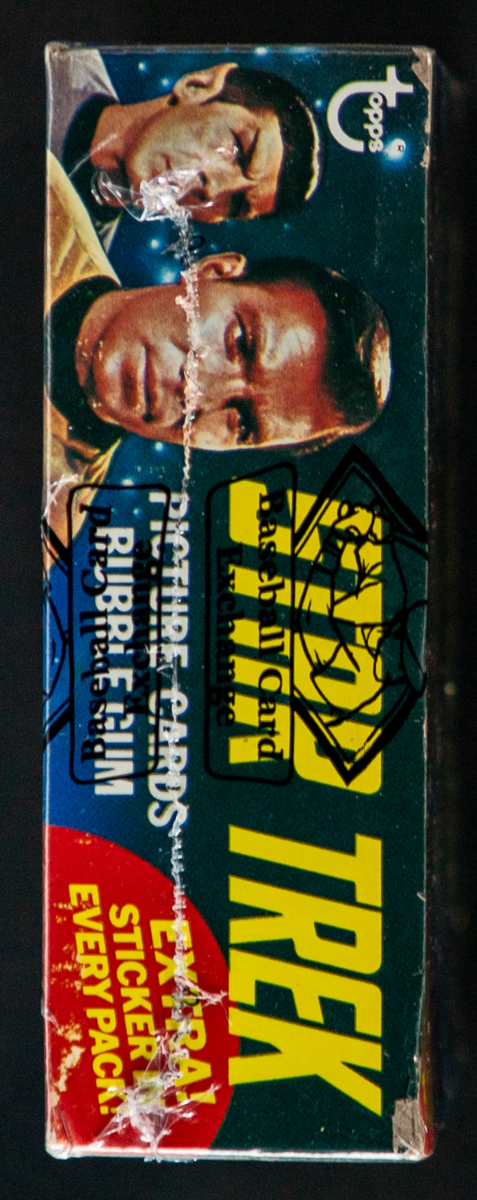 topps
STAR TREK
PICTURE CARDS
BUBBLE GUM
EXTRA!
STICKER IN
EVERY PACK!
Baseball Card
Exchange
Baseball Card
Exchange